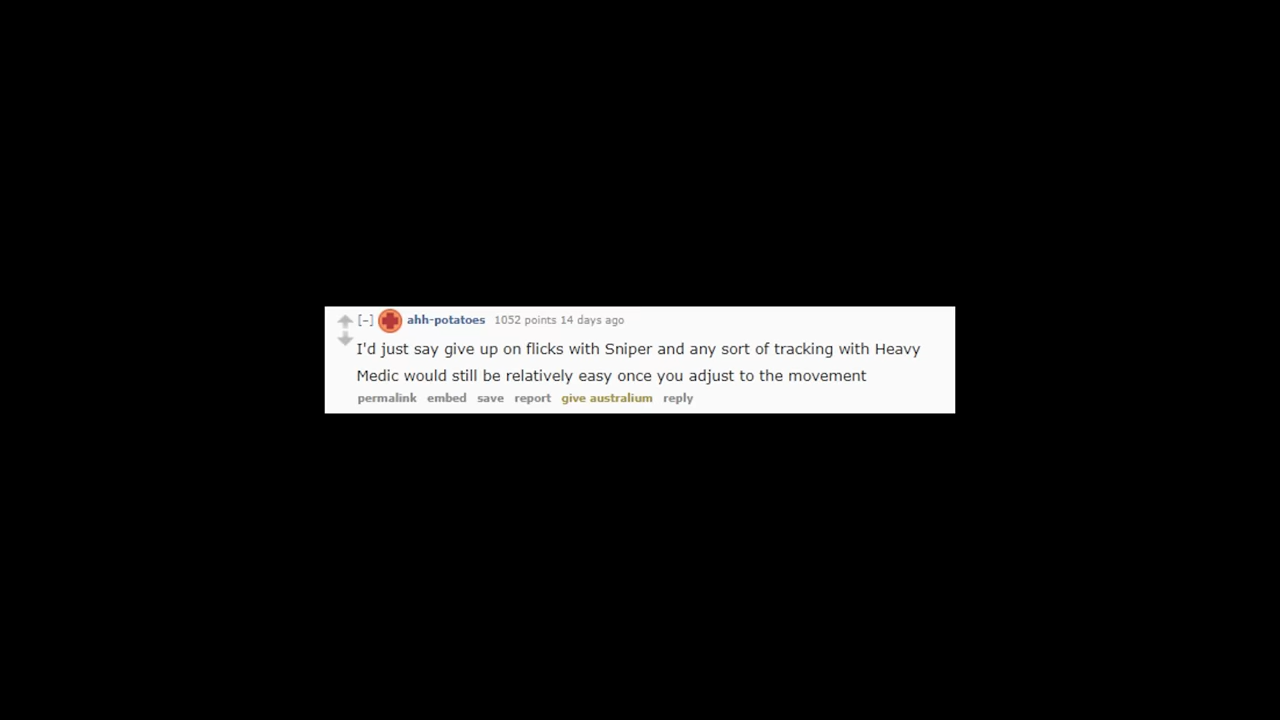 [–] ahh-potatoes 1052 points 14 days ago
I'd just say give up on flicks with Sniper and any sort of tracking with Heavy
Medic would still be relatively easy once you adjust to the movement
permalink embed save report give australium reply